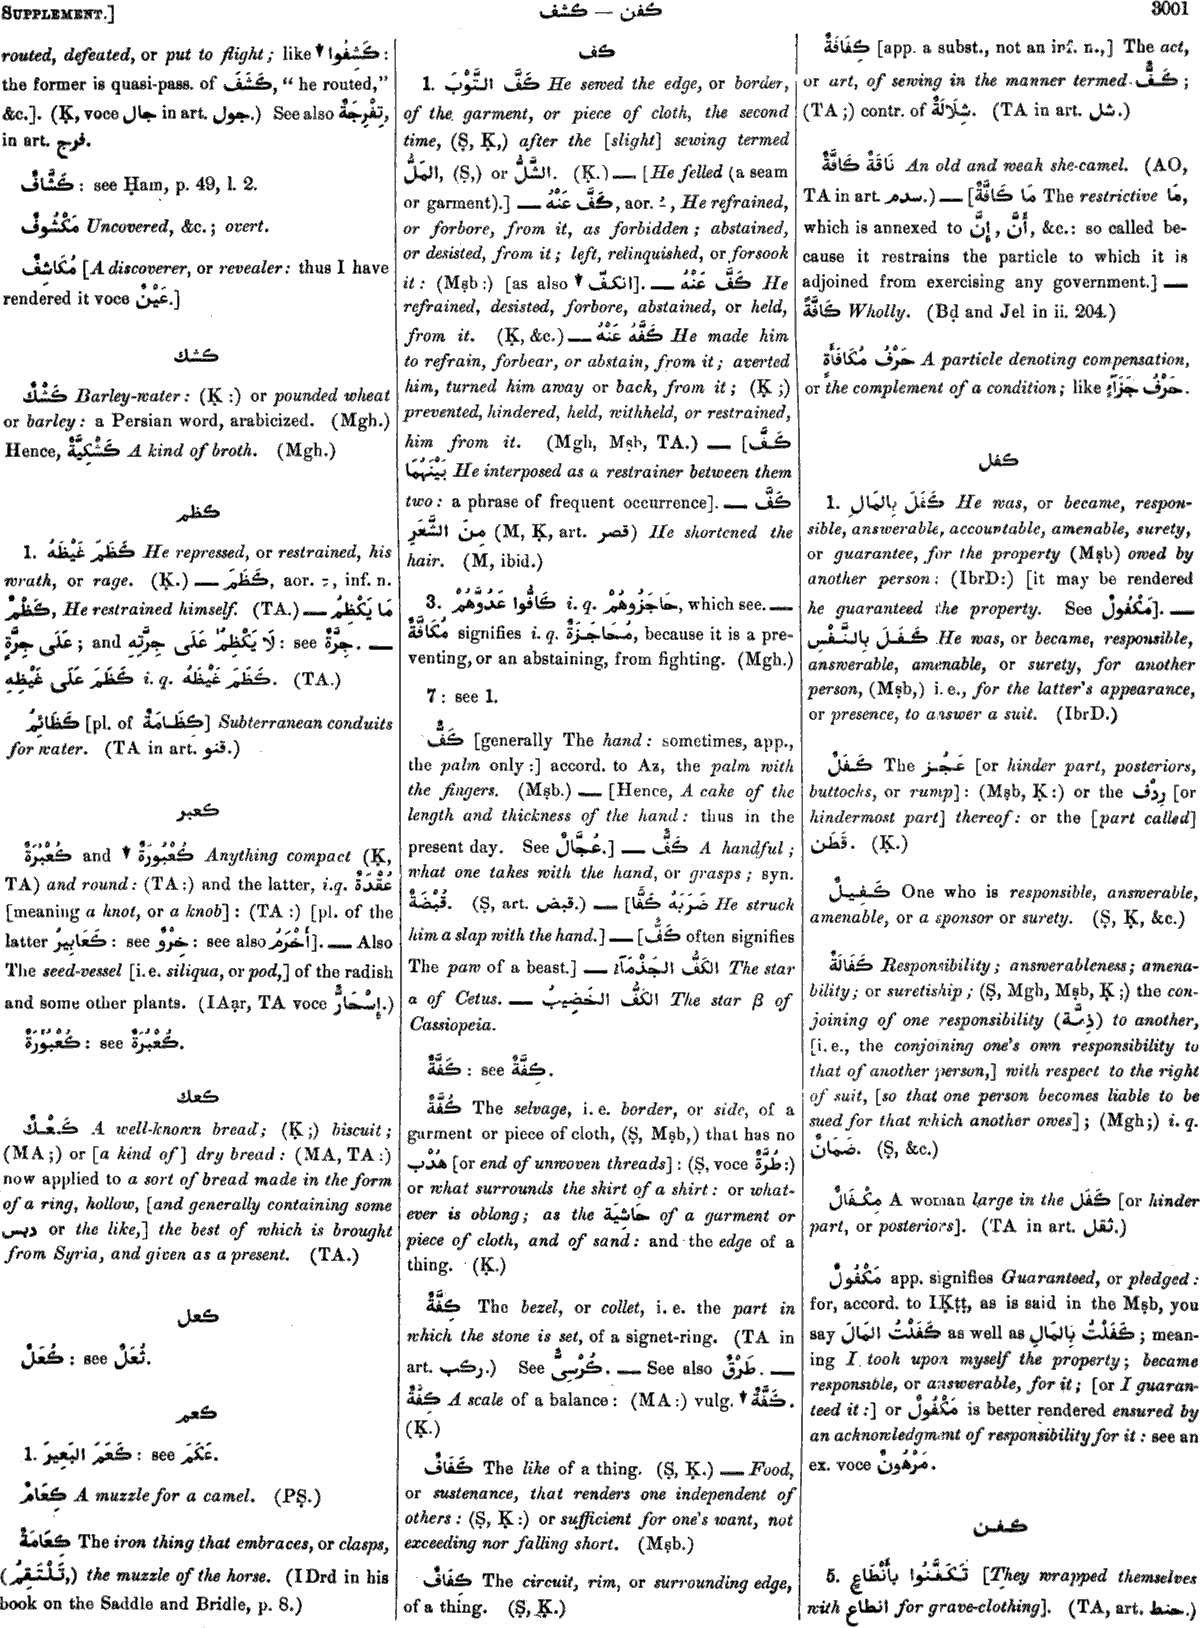 SUPPLEMENT.]
كشف — كفن
3001
routed, defeated, or put to flight; like ▼ كَشِفُوا :
the former is quasi-pass. of كَشَفَ, “ he routed,”
&c.]. (Ḳ, voce جال in art. جول.) See also تِفْرِجَةٌ,
in art. فرج.
كَشَّافٌ : see Ḥam, p. 49, l. 2.
مَكْشُوفٌ Uncovered, &c.; overt.
مُكَاشِفٌ [A discoverer, or revealer: thus I have
rendered it voce عَيْنٌ.]
كشك
كَشْكٌ Barley-water: (Ḳ :) or pounded wheat
or barley: a Persian word, arabicized. (Mgh.)
Hence, كَشْكِيَّةٌ A kind of broth. (Mgh.)
كظم
1. كَظَمَ غَيْظَهُ He repressed, or restrained, his
wrath, or rage. (Ḳ.) — كَظَمَ, aor. ـِ, inf. n.
كَظْمٌ, He restrained himself. (TA.) — مَا يَكْظِمُ
عَلَى جِرَّةٍ; and لَا يَكْظِمُ عَلَى جِرَّتِهِ : see جِرَّةٌ. —
كَظَمَ عَلَى غَيْظِهِ i. q. كَظَمَ غَيْظَهُ. (TA.)
كَظَائِمُ [pl. of كِظَامَةٌ] Subterranean conduits
for water. (TA in art. قنو.)
كعبر
كُعْبُرَةٌ and ▼ كُعْبُورَةٌ Anything compact (Ḳ,
TA) and round: (TA :) and the latter, i.q. عُقْدَةٌ
[meaning a knot, or a knob]: (TA :) [pl. of the
latter كَعَابِيرُ : see خِرْوٌ : see also أَخْرَمُ]. — Also
The seed-vessel [i. e. siliqua, or pod,] of the radish
and some other plants. (IAạr, TA voce إِسْحَارٌّ.)
كُعْبُورَةٌ : see كُعْبُرَةٌ.
كعك
كَعْكٌ A well-known bread; (Ḳ ;) biscuit;
(MA ;) or [a kind of] dry bread: (MA, TA :)
now applied to a sort of bread made in the form
of a ring, hollow, [and generally containing some
دبس or the like,] the best of which is brought
from Syria, and given as a present. (TA.)
كعل
كُعَلٌ : see ثُعَلٌ.
كعم
1. كَعَمَ البَعِيرَ : see عَكَمَ.
كِعَامٌ A muzzle for a camel. (PṢ.)
كِعَامَةٌ The iron thing that embraces, or clasps,
(تَلْتَقِمُ,) the muzzle of the horse. (IDrd in his
book on the Saddle and Bridle, p. 8.)
كف
1. كَفَّ الثَّوْبَ He sewed the edge, or border,
of the garment, or piece of cloth, the second
time, (Ṣ, Ḳ,) after the [slight] sewing termed
المَلُّ, (Ṣ,) or الشَّلُّ. (Ḳ.) — [He felled (a seam
or garment).] — كَفَّ عَنْهُ, aor. ـُ, He refrained,
or forbore, from it, as forbidden; abstained,
or desisted, from it; left, relinquished, or forsook
it: (Mṣb :) [as also ▼ انكفّ]. — كَفَّ عَنْهُ He
refrained, desisted, forbore, abstained, or held,
from it. (Ḳ, &c.) — كَفَّهُ عَنْهُ He made him
to refrain, forbear, or abstain, from it; averted
him, turned him away or back, from it; (Ḳ ;)
prevented, hindered, held, withheld, or restrained,
him from it. (Mgh, Mṣb, TA.) — [كَفَّ
بَيْنَهُمَا He interposed as a restrainer between them
two: a phrase of frequent occurrence]. — كَفَّ
مِنَ الشَّعَرِ (M, Ḳ, art. قصر) He shortened the
hair. (M, ibid.)
3. كَافُّوا عَدُوَّهُمْ i. q. حَاجَزُوهُمْ, which see. —
مُكَافَّةٌ signifies i. q. مُحَاجَزَةٌ, because it is a pre-
venting, or an abstaining, from fighting. (Mgh.)
7 : see 1.
كَفٌّ [generally The hand: sometimes, app.,
the palm only :] accord. to Az, the palm with
the fingers. (Mṣb.) — [Hence, A cake of the
length and thickness of the hand: thus in the
present day. See عُجَّالٌ.] — كَفٌّ A handful;
what one takes with the hand, or grasps; syn.
قُبْضَةٌ. (Ṣ, art. قبض.) — [ضَرَبَهُ كَفًّا He struck
him a slap with the hand.] — [كَفٌّ often signifies
The paw of a beast.] — الكَفُّ الجَذْمَآءُ The star
α of Cetus. — الكَفُّ الخَضِيبُ The star β of
Cassiopeia.
كَفَّةٌ : see كِفَّةٌ.
كُفَّةٌ The selvage, i. e. border, or side, of a
garment or piece of cloth, (Ṣ, Mṣb,) that has no
هُدْب [or end of unwoven threads]: (Ṣ, voce طُرَّةٌ :)
or what surrounds the skirt of a shirt: or what-
ever is oblong; as the حَاشِيَة of a garment or
piece of cloth, and of sand: and the edge of a
thing. (Ḳ.)
كِفَّةٌ The bezel, or collet, i. e. the part in
which the stone is set, of a signet-ring. (TA in
art. ركب.) See كُرْسِىٌّ. — See also طَرْقٌ. —
كِفَّةٌ A scale of a balance: (MA :) vulg. ▼ كَفَّةٌ.
(Ḳ.)
كَفَافٌ The like of a thing. (Ṣ, Ḳ.) — Food,
or sustenance, that renders one independent of
others: (Ṣ, Ḳ :) or sufficient for one's want, not
exceeding nor falling short. (Mṣb.)
كِفَافٌ The circuit, rim, or surrounding edge,
of a thing. (Ṣ, Ḳ.)
كِفَافَةٌ [app. a subst., not an inf. n.,] The act,
or art, of sewing in the manner termed كَفٌّ;
(TA ;) contr. of شِلَالَةٌ. (TA in art. شل.)
نَاقَةٌ كَافَّةٌ An old and weak she-camel. (AO,
TA in art. سدم.) — [مَا كَافَّةٌ The restrictive مَا,
which is annexed to إِنَّ, أَنَّ, &c.: so called be-
cause it restrains the particle to which it is
adjoined from exercising any government.] —
كَافَّةً Wholly. (Bḍ and Jel in ii. 204.)
حَرْفُ مُكَافَأَةٍ A particle denoting compensation,
or the complement of a condition; like حَرْفُ جَزَآءٍ.
كفل
1. كَفَلَ بِالمَالِ He was, or became, respon-
sible, answerable, accountable, amenable, surety,
or guarantee, for the property (Mṣb) owed by
another person: (IbrD:) [it may be rendered
he guaranteed the property. See مَكْفُولٌ]. —
كَفَلَ بِالنَّفْسِ He was, or became, responsible,
answerable, amenable, or surety, for another
person, (Mṣb,) i. e., for the latter's appearance,
or presence, to answer a suit. (IbrD.)
كَفَلٌ The عَجُز [or hinder part, posteriors,
buttocks, or rump]: (Mṣb, Ḳ:) or the رِدْف [or
hindermost part] thereof: or the [part called]
قَطَن. (Ḳ.)
كَفِيلٌ One who is responsible, answerable,
amenable, or a sponsor or surety. (Ṣ, Ḳ, &c.)
كَفَالَةٌ Responsibility; answerableness; amena-
bility; or suretiship; (Ṣ, Mgh, Mṣb, Ḳ ;) the con-
joining of one responsibility (ذِمَّة) to another,
[i. e., the conjoining one's own responsibility to
that of another person,] with respect to the right
of suit, [so that one person becomes liable to be
sued for that which another owes]; (Mgh;) i. q.
ضَمَانٌ. (Ṣ, &c.)
مِكْفَالٌ A woman large in the كَفَل [or hinder
part, or posteriors]. (TA in art. ثقل.)
مَكْفُولٌ app. signifies Guaranteed, or pledged:
for, accord. to IḲṭṭ, as is said in the Mṣb, you
say كَفَلْتُ المَالَ as well as كَفَلْتُ بِالمَالِ; mean-
ing I took upon myself the property; became
responsible, or answerable, for it; [or I guaran-
teed it :] or مَكْفُولٌ is better rendered ensured by
an acknowledgment of responsibility for it: see an
ex. voce مَرْهُونٌ.
كفن
5. تَكَفَّنُوا بِأَنْطَاعٍ [They wrapped themselves
with انطاع for grave-clothing]. (TA, art. حنط.)